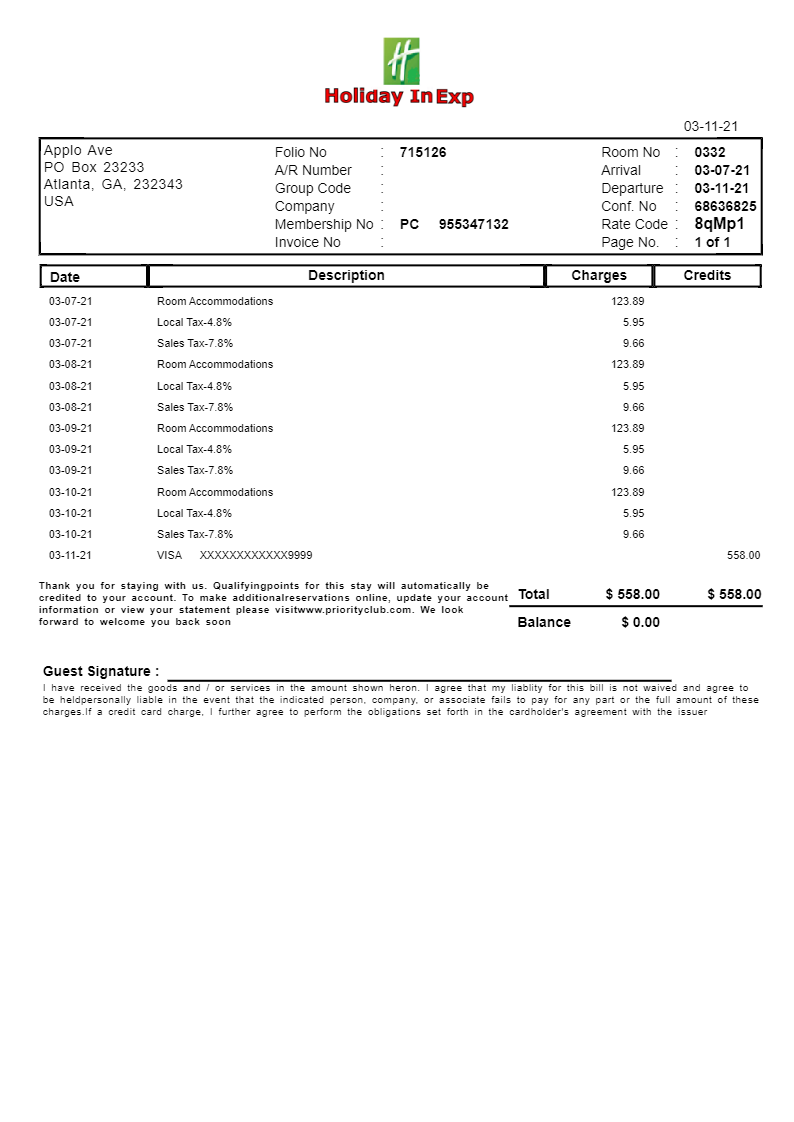 H
Holiday In Exp
03-11-21
Applo Ave
PO Box 23233
Atlanta, GA, 232343
USA
Folio No : 715126
A/R Number :
Group Code :
Company :
Membership No : PC 955347132
Invoice No :
Room No : 0332
Arrival : 03-07-21
Departure : 03-11-21
Conf. No : 68636825
Rate Code : 8qMp1
Page No. : 1 of 1
Date Description Charges Credits
03-07-21 Room Accommodations 123.89
03-07-21 Local Tax-4.8% 5.95
03-07-21 Sales Tax-7.8% 9.66
03-08-21 Room Accommodations 123.89
03-08-21 Local Tax-4.8% 5.95
03-08-21 Sales Tax-7.8% 9.66
03-09-21 Room Accommodations 123.89
03-09-21 Local Tax-4.8% 5.95
03-09-21 Sales Tax-7.8% 9.66
03-10-21 Room Accommodations 123.89
03-10-21 Local Tax-4.8% 5.95
03-10-21 Sales Tax-7.8% 9.66
03-11-21 VISA XXXXXXXXXXXX9999 558.00
Thank you for staying with us. Qualifyingpoints for this stay will automatically be
credited to your account. To make additionalreservations online, update your account
information or view your statement please visitwww.priorityclub.com. We look
forward to welcome you back soon
Total $ 558.00 $ 558.00
Balance $ 0.00
Guest Signature :
I have received the goods and / or services in the amount shown heron. I agree that my liablity for this bill is not waived and agree to
be heldpersonally liable in the event that the indicated person, company, or associate fails to pay for any part or the full amount of these
charges.If a credit card charge, I further agree to perform the obligations set forth in the cardholder's agreement with the issuer